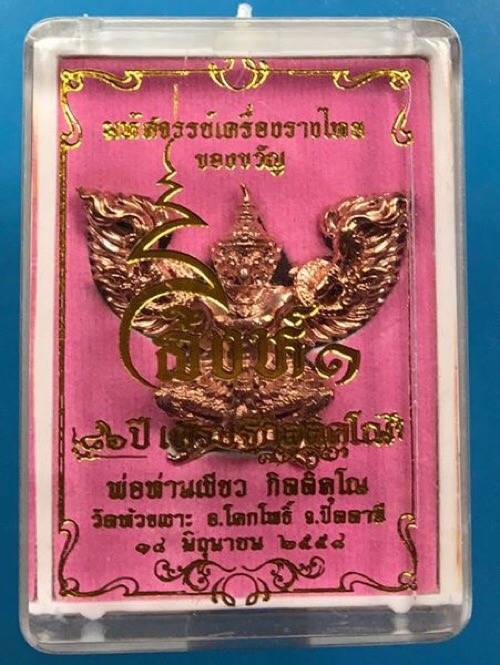 มหัศจรรย์เครื่องรางไทย
ของขวัญ
สิงห์๑
๘๖ ปี
พ่อท่านเขียว กิตติคุโณ
วัดห้วยเงาะ อ.โคกโพธิ์ จ.ปัตตานี
๑๘ มิถุนายน ๒๕๕๘